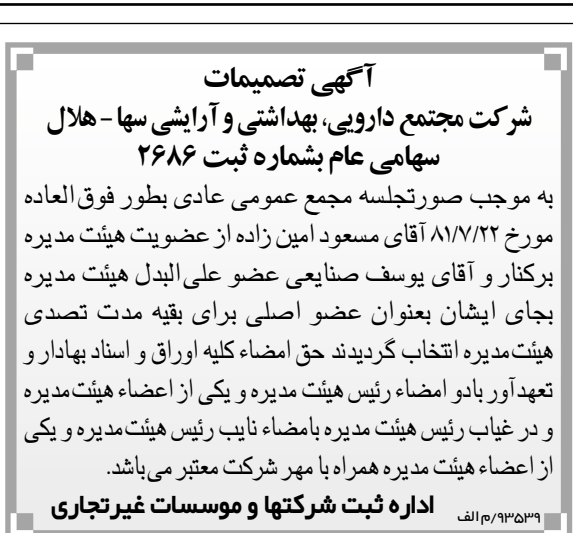 آگهی تصمیمات
شرکت مجتمع دارویی، بهداشتی و آرایشی سها - هلال
سهامی عام بشماره ثبت ۲۶۸۶
به موجب صورتجلسه مجمع عمومی عادی بطور فوق العاده
مورخ ۸۱/۷/۲۲ آقای مسعود امین زاده از عضویت هیئت مدیره
برکنار و آقای یوسف صنایعی عضو علی البدل هیئت مدیره
بجای ایشان بعنوان عضو اصلی برای بقیه مدت تصدی
هیئت‌مدیره انتخاب گردیدند حق امضاء کلیه اوراق و اسناد بهادار و
تعهدآور بادو امضاء رئیس هیئت مدیره و یکی از اعضاء هیئت‌مدیره
و در غیاب رئیس هیئت مدیره بامضاء نایب رئیس هیئت‌مدیره و یکی
از اعضاء هیئت مدیره همراه با مهر شرکت معتبر می‌باشد.
اداره ثبت شرکتها و موسسات غیرتجاری
۹۳۵۳۹/م الف